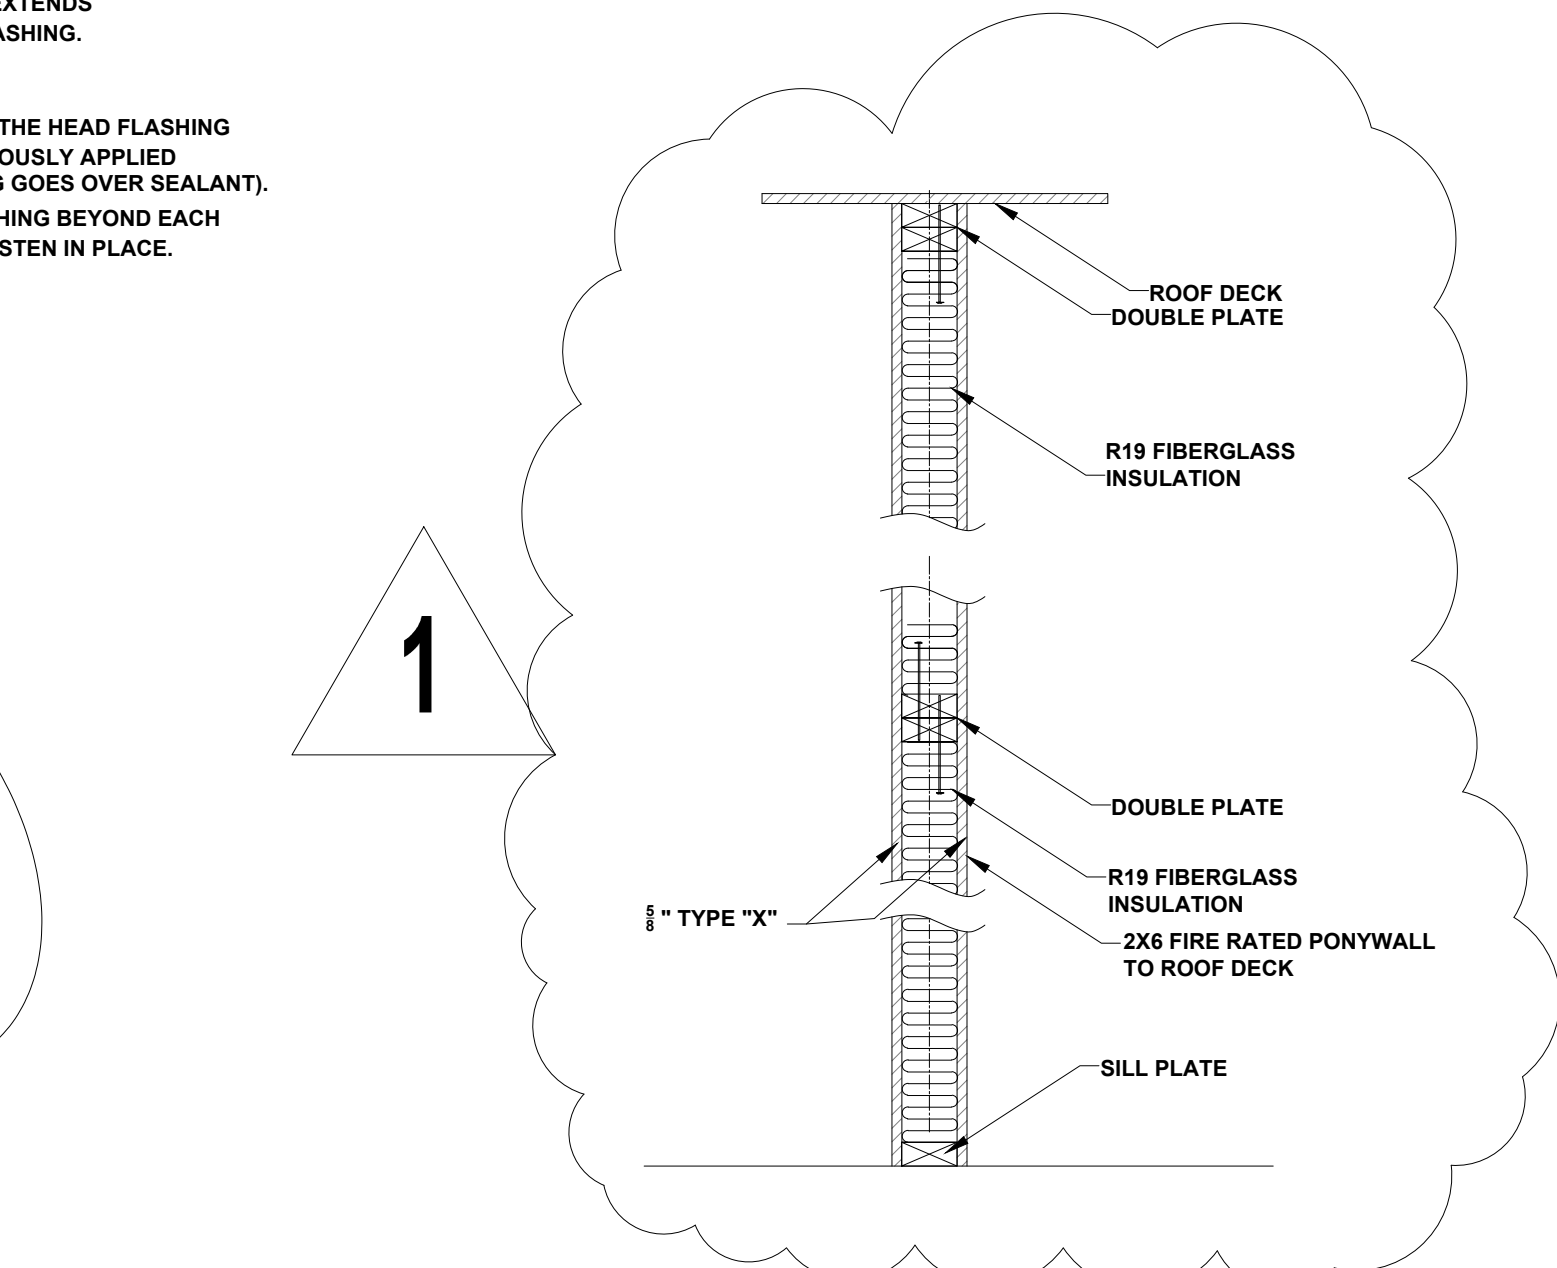 EXTENDS
ASHING.
THE HEAD FLASHING
OUSLY APPLIED
G GOES OVER SEALANT).
HING BEYOND EACH
STEN IN PLACE.
ROOF DECK
DOUBLE PLATE
R19 FIBERGLASS
INSULATION
1
DOUBLE PLATE
R19 FIBERGLASS
INSULATION
5/8" TYPE "X"
2X6 FIRE RATED PONYWALL
TO ROOF DECK
SILL PLATE